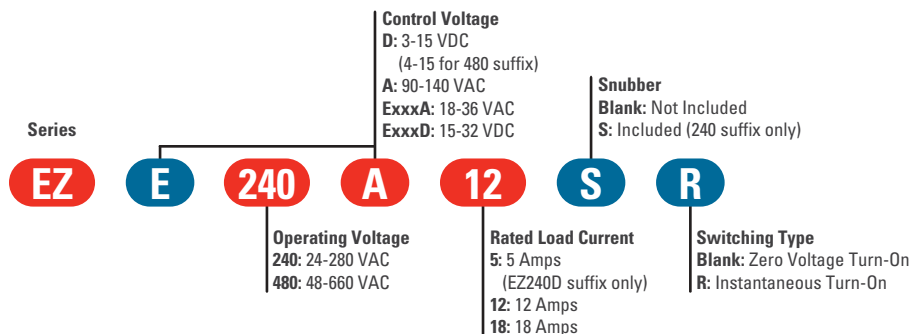 Control Voltage
D: 3-15 VDC
(4-15 for 480 suffix)
A: 90-140 VAC
ExxxA: 18-36 VAC
ExxxD: 15-32 VDC
Snubber
Blank: Not Included
S: Included (240 suffix only)
Series
EZ E 240 A 12 S R
Operating Voltage
240: 24-280 VAC
480: 48-660 VAC
Rated Load Current
5: 5 Amps
(EZ240D suffix only)
12: 12 Amps
18: 18 Amps
Switching Type
Blank: Zero Voltage Turn-On
R: Instantaneous Turn-On